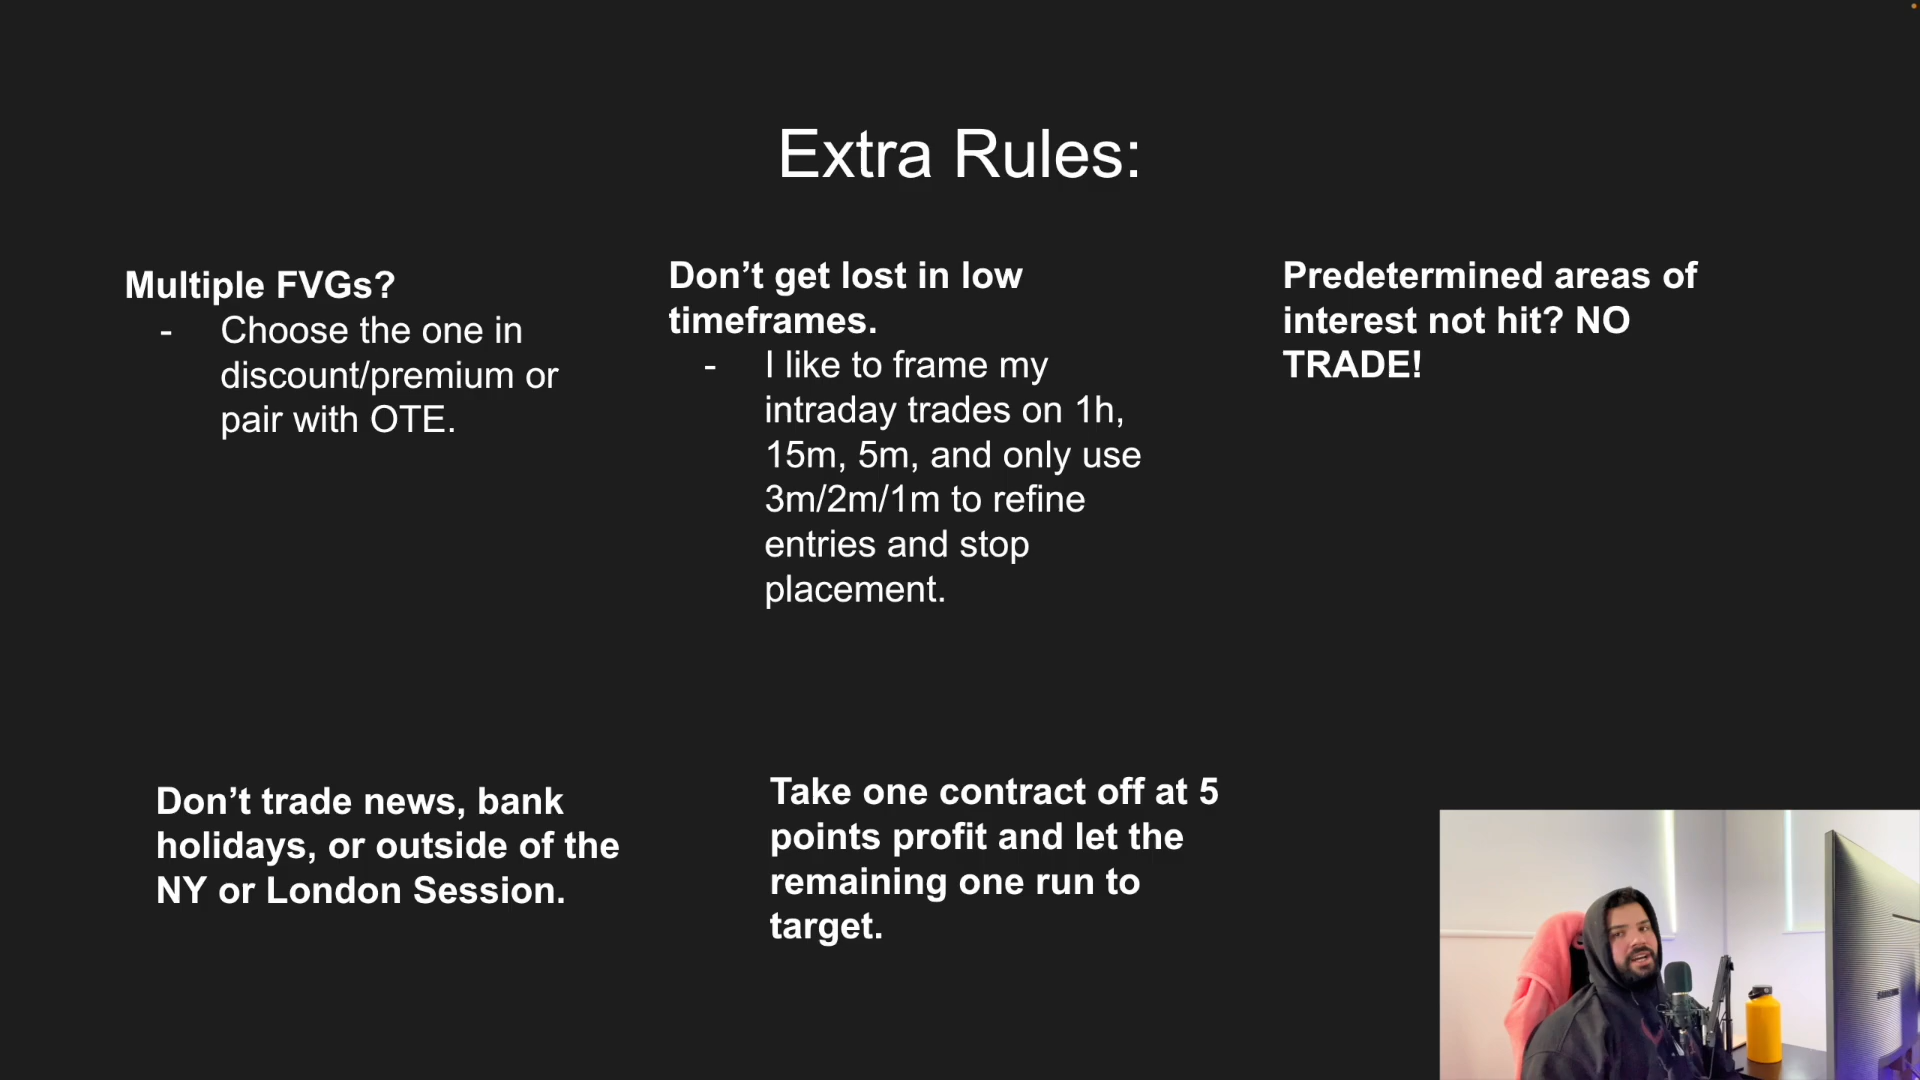 Extra Rules:
Multiple FVGs?
- Choose the one in
discount/premium or
pair with OTE.
Don’t get lost in low
timeframes.
- I like to frame my
intraday trades on 1h,
15m, 5m, and only use
3m/2m/1m to refine
entries and stop
placement.
Predetermined areas of
interest not hit? NO
TRADE!
Don’t trade news, bank
holidays, or outside of the
NY or London Session.
Take one contract off at 5
points profit and let the
remaining one run to
target.